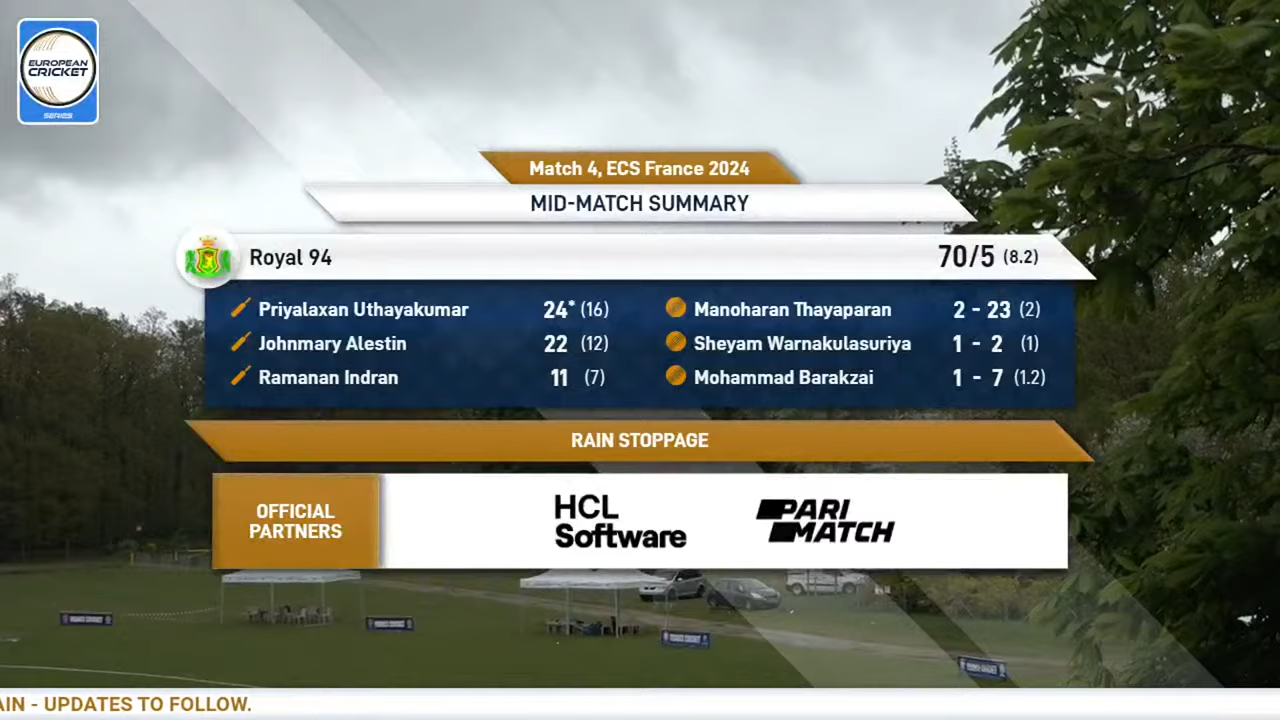 EUROPEAN
CRICKET
SERIES
Match 4, ECS France 2024
MID-MATCH SUMMARY
Royal 94 70/5 (8.2)
Priyalaxan Uthayakumar 24* (16) Manoharan Thayaparan 2 - 23 (2)
Johnmary Alestin 22 (12) Sheyam Warnakulasuriya 1 - 2 (1)
Ramanan Indran 11 (7) Mohammad Barakzai 1 - 7 (1.2)
RAIN STOPPAGE
OFFICIAL
PARTNERS
HCL
Software
PARI
MATCH
AIN - UPDATES TO FOLLOW.